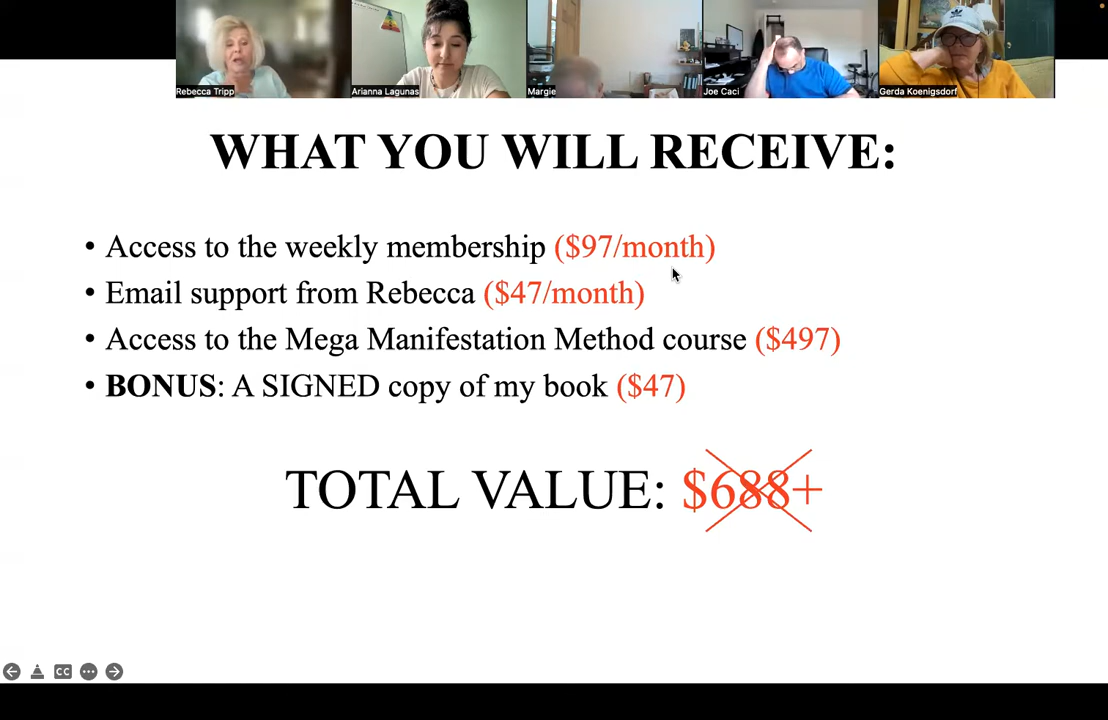 Rebecca Tripp
Arianna Lagunas
Margie
Joe Caci
Gerda Koenigsdorf
WHAT YOU WILL RECEIVE:
• Access to the weekly membership ($97/month)
• Email support from Rebecca ($47/month)
• Access to the Mega Manifestation Method course ($497)
• BONUS: A SIGNED copy of my book ($47)
TOTAL VALUE: $688+
CC